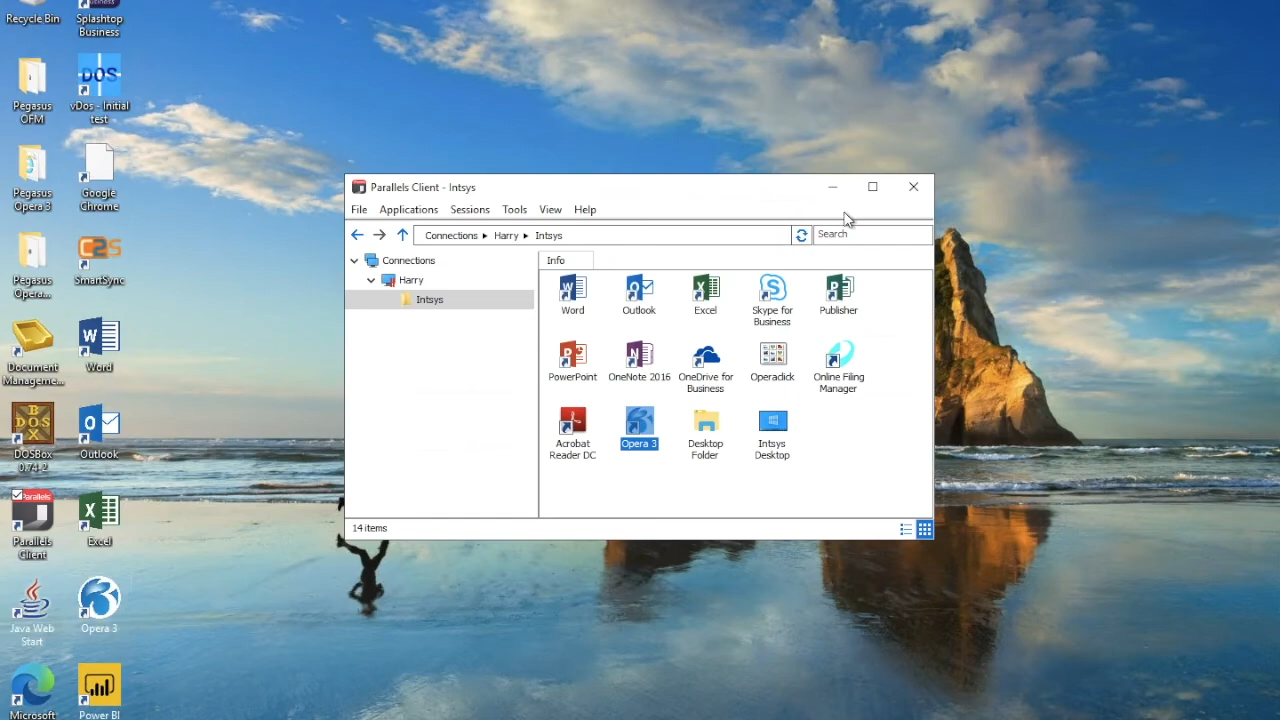 Recycle Bin
Splashtop
Business
Pegasus
OFM
DOS
vDos - Initial
test
Pegasus
Opera 3
Google
Chrome
Pegasus
Opera...
SmartSync
Document
Manageme...
Word
DOSBox
0.74-2
Outlook
Parallels
Parallels
Client
Excel
Java Web
Start
Opera 3
Microsoft
Power BI
Parallels Client - Intsys
File Applications Sessions Tools View Help
Connections Harry Intsys
Search
Connections
Harry
Intsys
Info
Word
Outlook
Excel
Skype for
Business
Publisher
PowerPoint
OneNote 2016
OneDrive for
Business
Operadick
Online Filing
Manager
Acrobat
Reader DC
Opera 3
Desktop
Folder
Intsys
Desktop
14 items